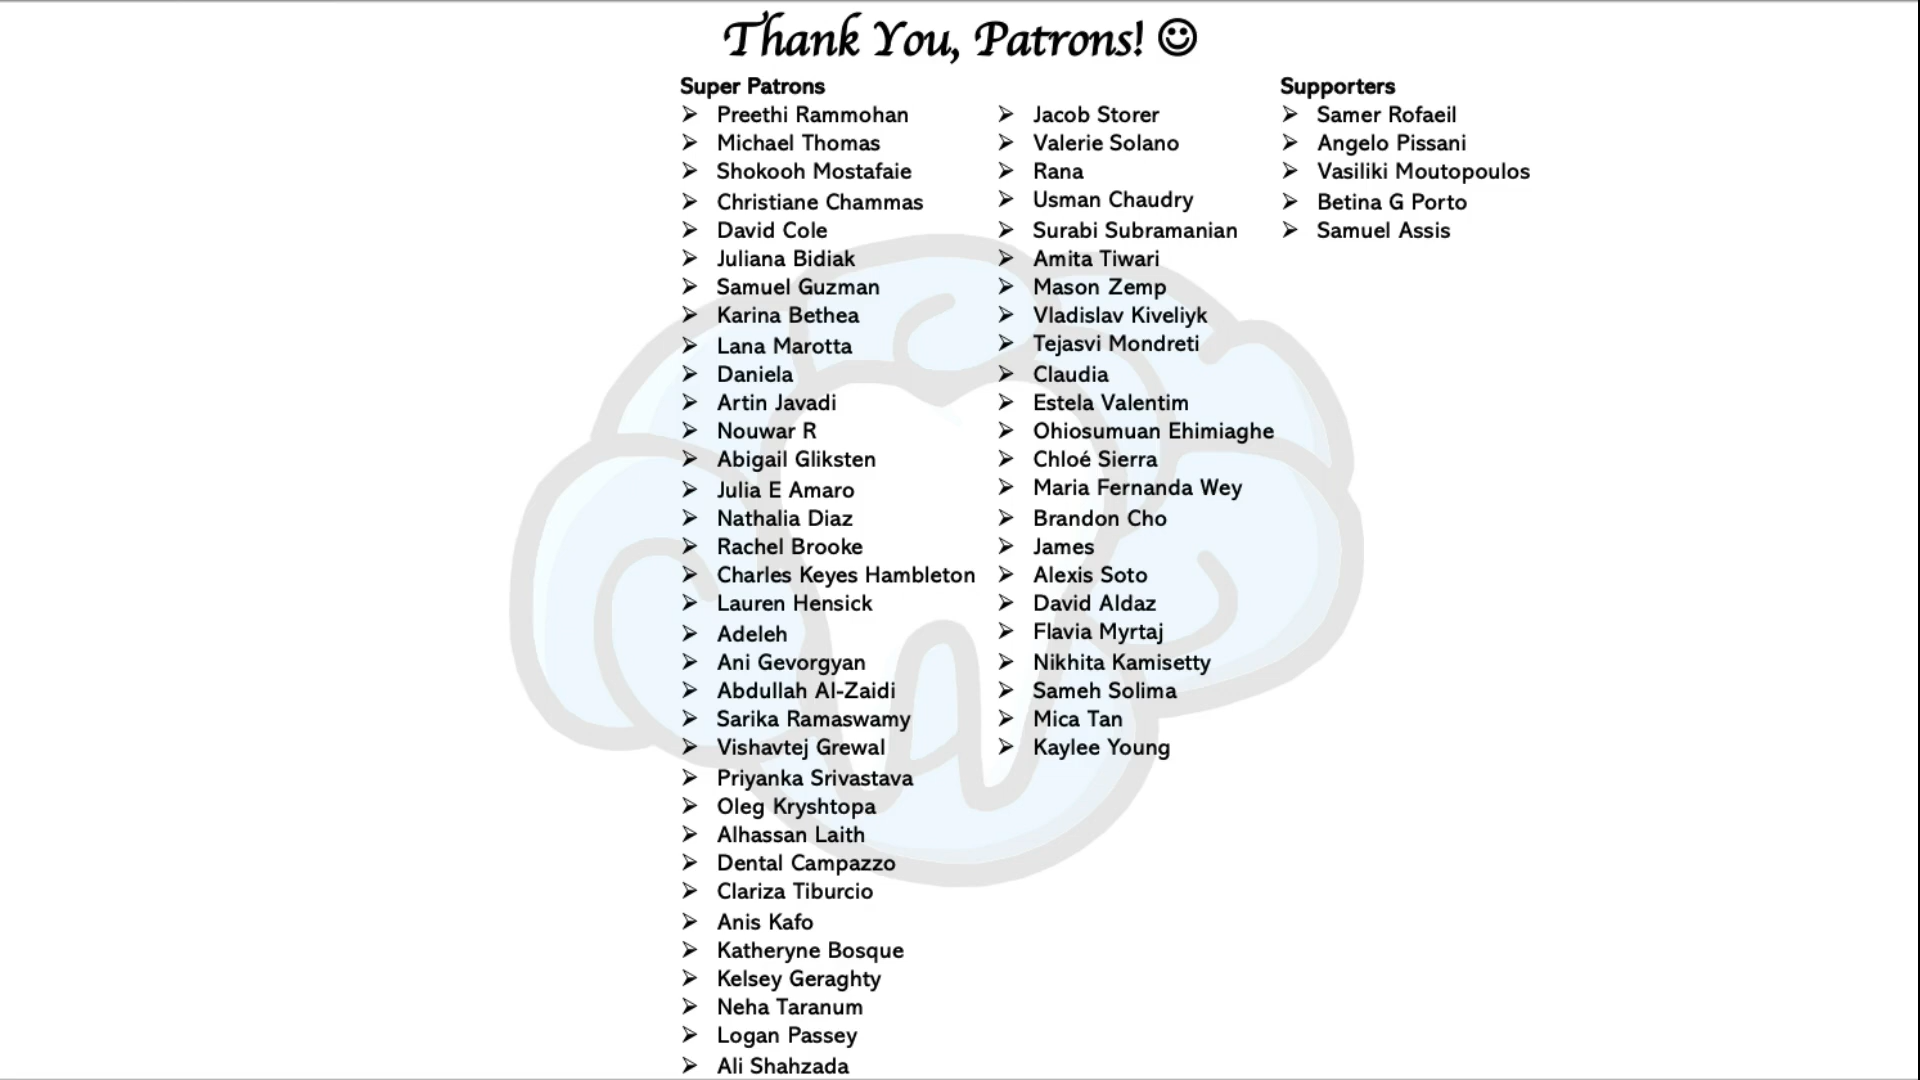 Thank You, Patrons! ☺
Super Patrons
Preethi Rammohan
Michael Thomas
Shokooh Mostafaie
Christiane Chammas
David Cole
Juliana Bidiak
Samuel Guzman
Karina Bethea
Lana Marotta
Daniela
Artin Javadi
Nouwar R
Abigail Gliksten
Julia E Amaro
Nathalia Diaz
Rachel Brooke
Charles Keyes Hambleton
Lauren Hensick
Adeleh
Ani Gevorgyan
Abdullah Al-Zaidi
Sarika Ramaswamy
Vishavtej Grewal
Priyanka Srivastava
Oleg Kryshtopa
Alhassan Laith
Dental Campazzo
Clariza Tiburcio
Anis Kafo
Katheryne Bosque
Kelsey Geraghty
Neha Taranum
Logan Passey
Ali Shahzada
Jacob Storer
Valerie Solano
Rana
Usman Chaudry
Surabi Subramanian
Amita Tiwari
Mason Zemp
Vladislav Kiveliyk
Tejasvi Mondreti
Claudia
Estela Valentim
Ohiosumuan Ehimiaghe
Chloé Sierra
Maria Fernanda Wey
Brandon Cho
James
Alexis Soto
David Aldaz
Flavia Myrtaj
Nikhita Kamisetty
Sameh Solima
Mica Tan
Kaylee Young
Supporters
Samer Rofaeil
Angelo Pissani
Vasiliki Moutopoulos
Betina G Porto
Samuel Assis